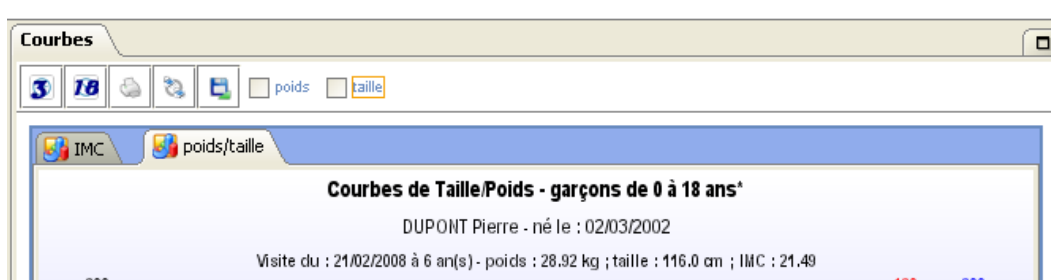 Courbes
3 18 poids taille
IMC poids/taille
Courbes de Taille/Poids - garçons de 0 à 18 ans*
DUPONT Pierre - né le : 02/03/2002
Visite du : 21/02/2008 à 6 an(s) - poids : 28.92 kg ; taille : 116.0 cm ; IMC : 21.49